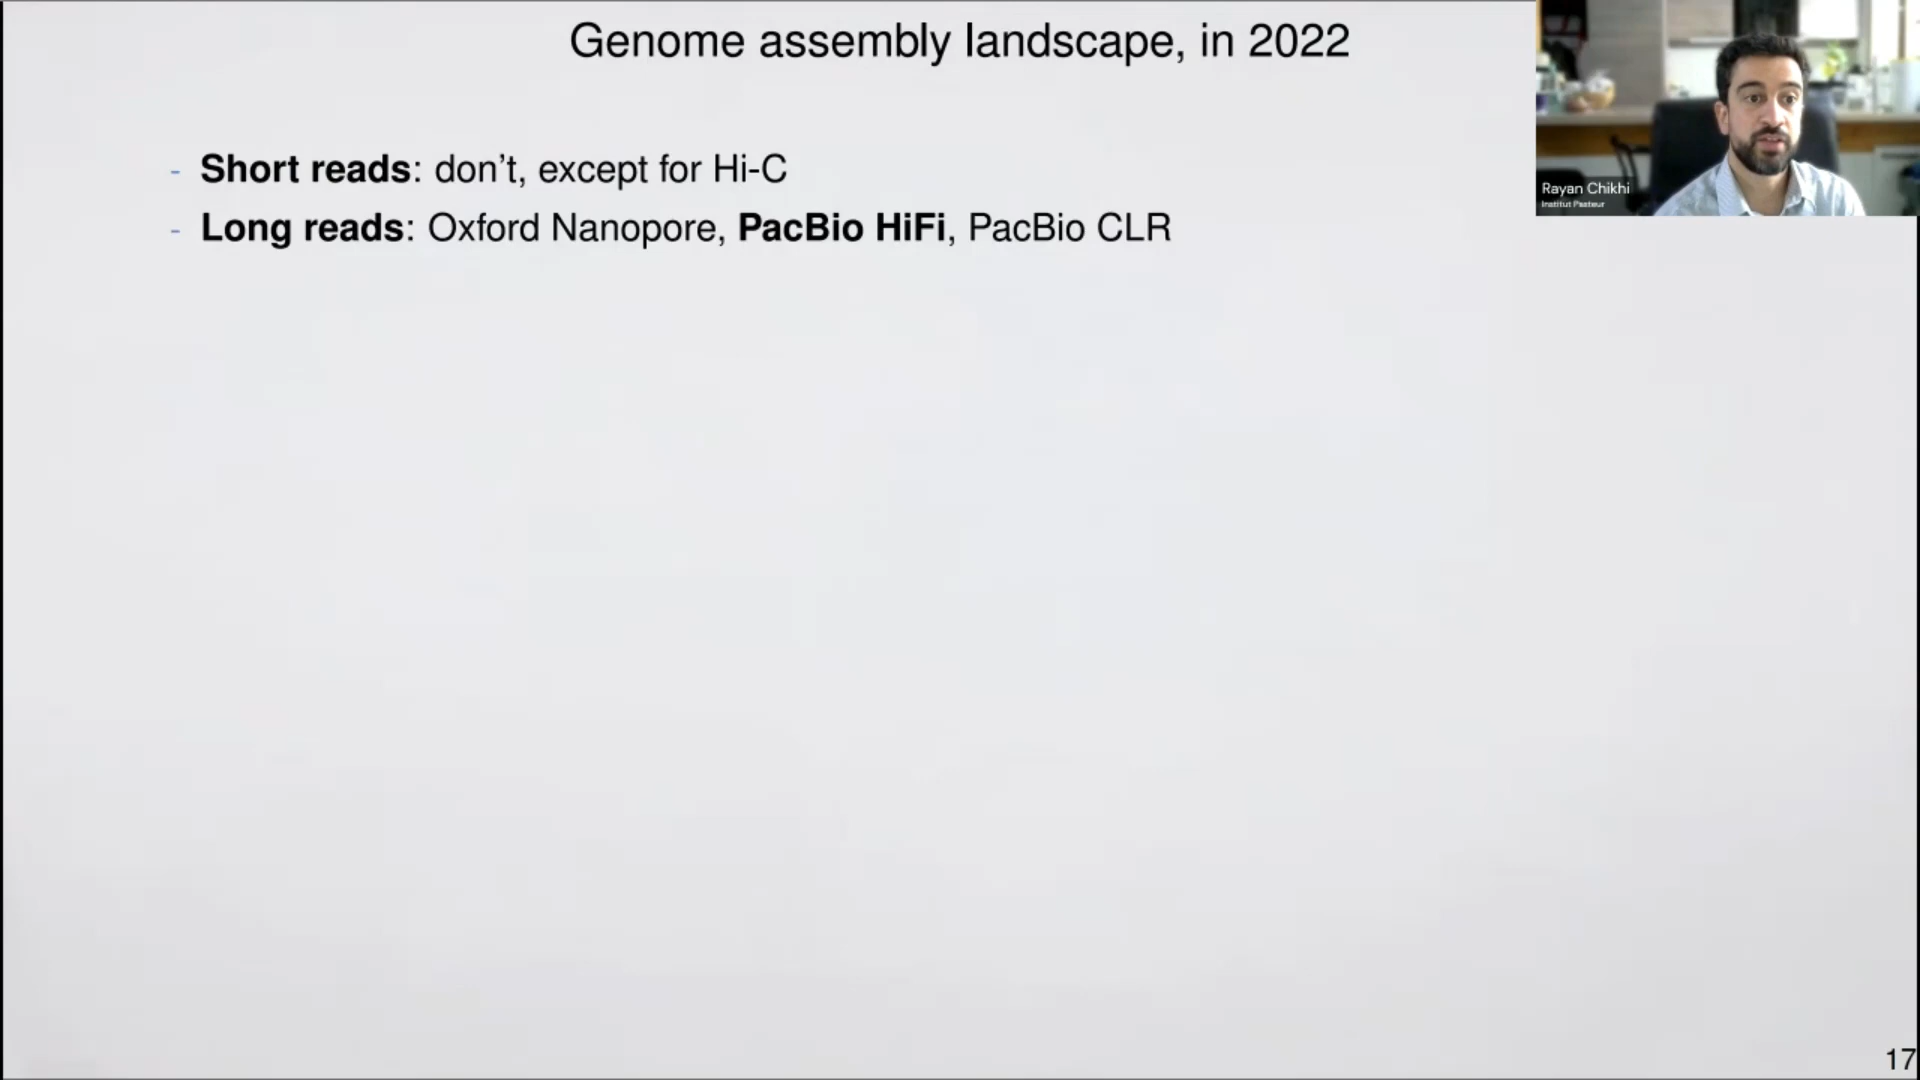 Genome assembly landscape, in 2022
- Short reads: don't, except for Hi-C
- Long reads: Oxford Nanopore, PacBio HiFi, PacBio CLR
Rayan Chikhi
Institut Pasteur
17